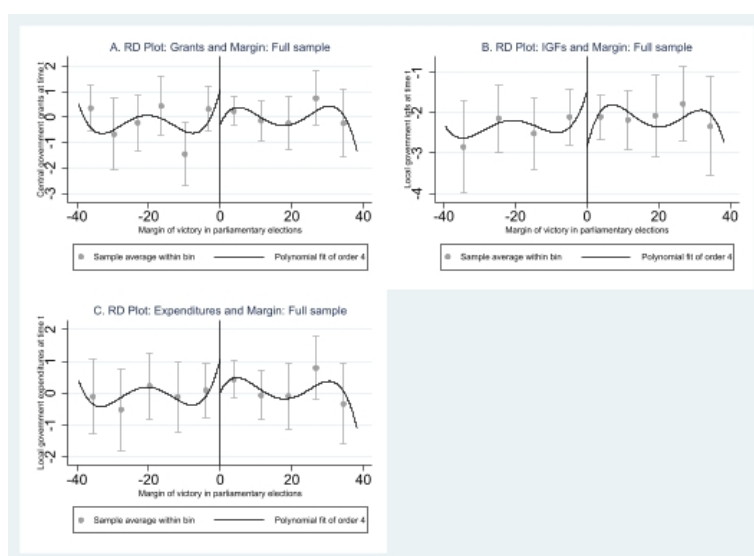 A. RD Plot: Grants and Margin: Full sample
Central government grants at time t
2
1
0
-1
-2
-3
-40 -20 0 20 40
Margin of victory in parliamentary elections
Sample average within bin Polynomial fit of order 4
B. RD Plot: IGFs and Margin: Full sample
Local government igfs at time t
-1
-2
-3
-4
-40 -20 0 20 40
Margin of victory in parliamentary elections
Sample average within bin Polynomial fit of order 4
C. RD Plot: Expenditures and Margin: Full sample
Local government expenditures at time t
2
1
0
-1
-2
-40 -20 0 20 40
Margin of victory in parliamentary elections
Sample average within bin Polynomial fit of order 4